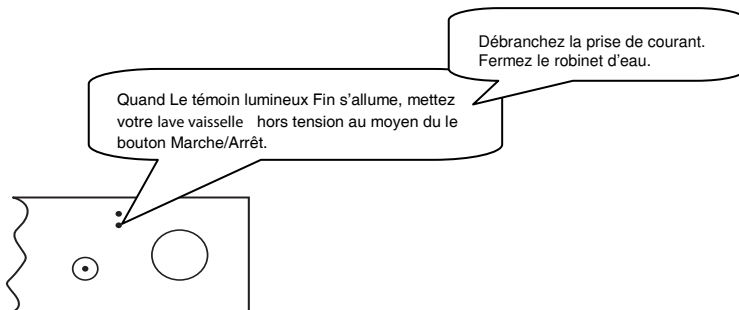 Débranchez la prise de courant.
Fermez le robinet d’eau.
Quand Le témoin lumineux Fin s’allume, mettez
votre lave vaisselle hors tension au moyen du le
bouton Marche/Arrêt.